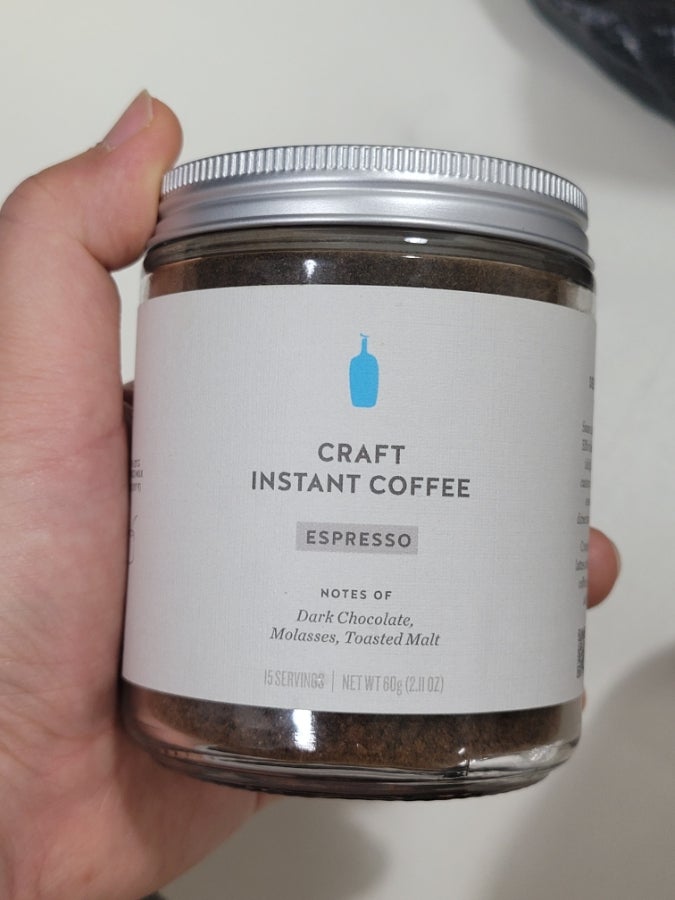 CRAFT
INSTANT COFFEE
ESPRESSO
NOTES OF
Dark Chocolate,
Molasses, Toasted Malt
15 SERVINGS | NET WT 60g (2.11 OZ)